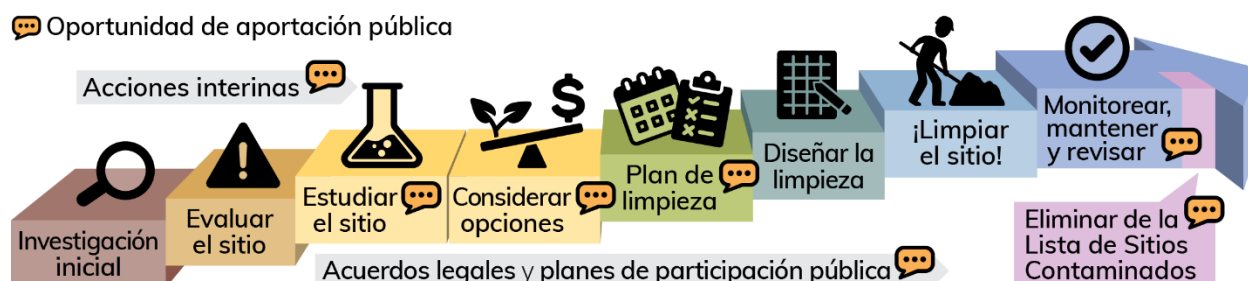 Oportunidad de aportación pública
Acciones interinas
Investigación
inicial
Evaluar
el sitio
Estudiar
el sitio
Considerar
opciones
Plan de
limpieza
Diseñar la
limpieza
¡Limpiar
el sitio!
Monitorear,
mantener
y revisar
Eliminar de la
Lista de Sitios
Contaminados
Acuerdos legales y planes de participación pública